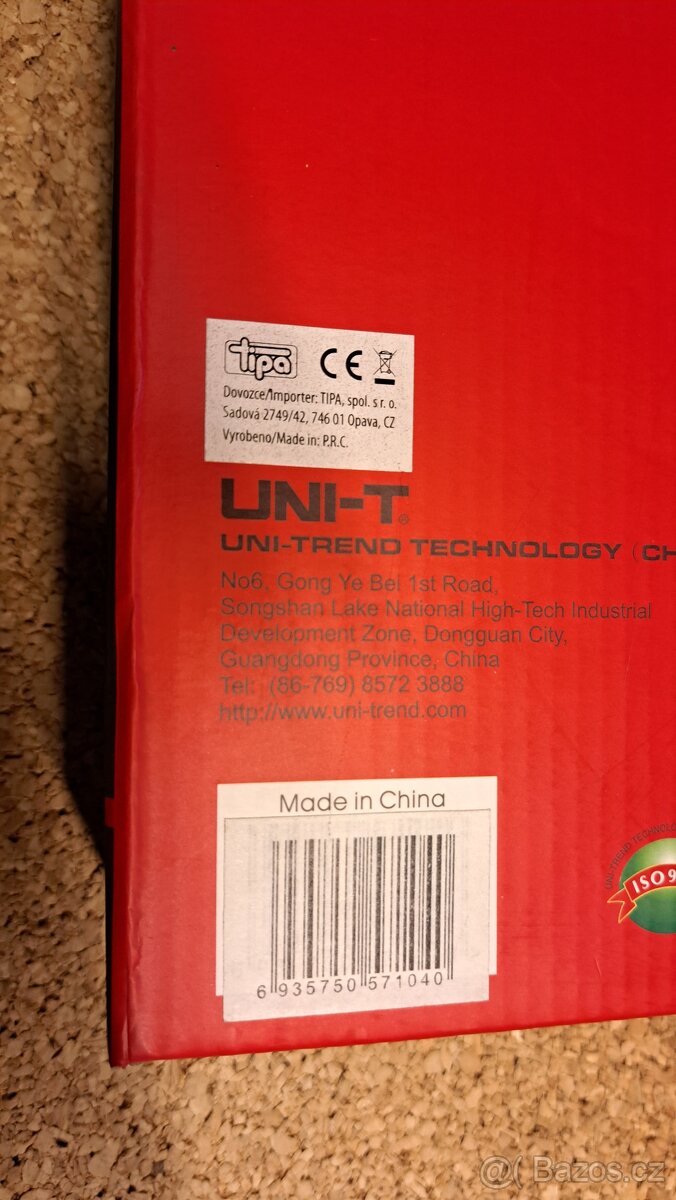 tipa CE
Dovozce/Importer: TIPA, spol. s r. o.
Sadová 2749/42, 746 01 Opava, CZ
Vyrobeno/Made in: P.R.C.
UNI-T®
UNI-TREND TECHNOLOGY (CH
No6, Gong Ye Bei 1st Road,
Songshan Lake National High-Tech Industrial
Development Zone, Dongguan City,
Guangdong Province, China
Tel: (86-769) 8572 3888
http://www.uni-trend.com
Made in China
6 935750 571040
UNI-TREND TECHNOLO
ISO9
@( Bazos.cz